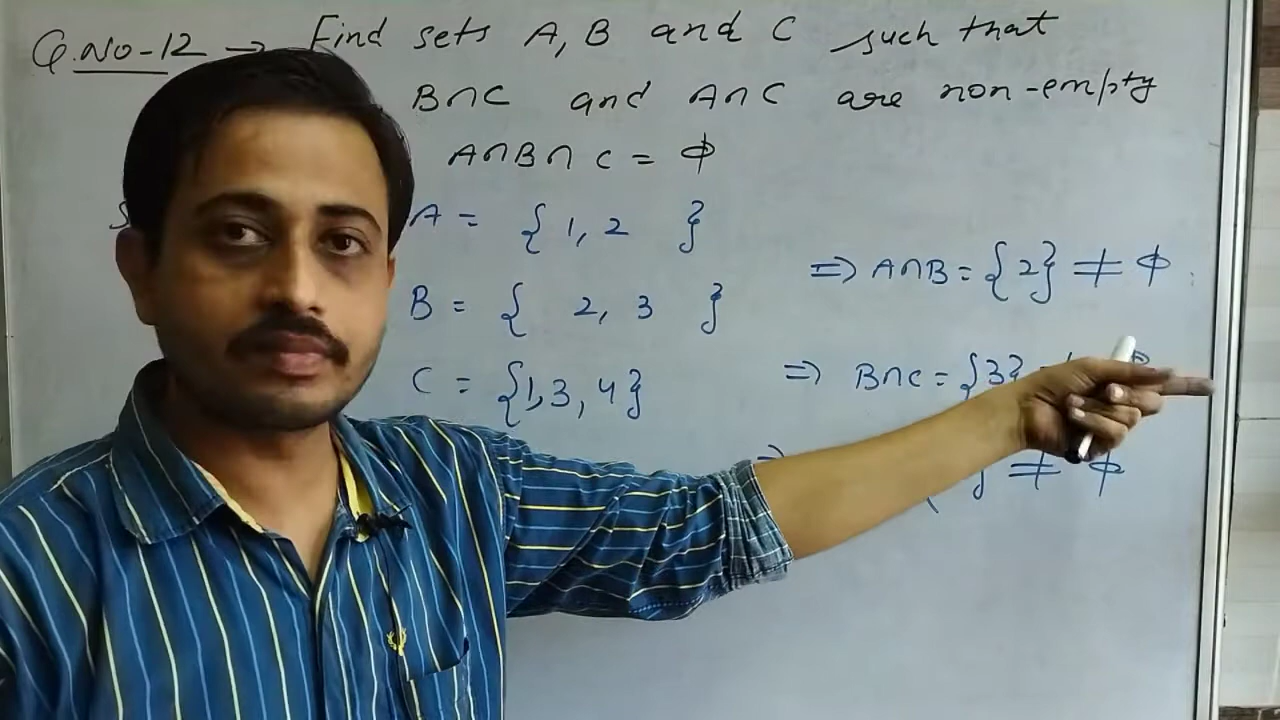 Q.No-12 → Find sets A, B and C such that
B∩C and A∩C are non-empty
A∩B∩C = ϕ
A = { 1, 2 }
⇒ A∩B = {2} ≠ ϕ
B = { 2, 3 }
C = {1, 3, 4}
⇒ B∩C = {3}
⇒ } ≠ ϕ